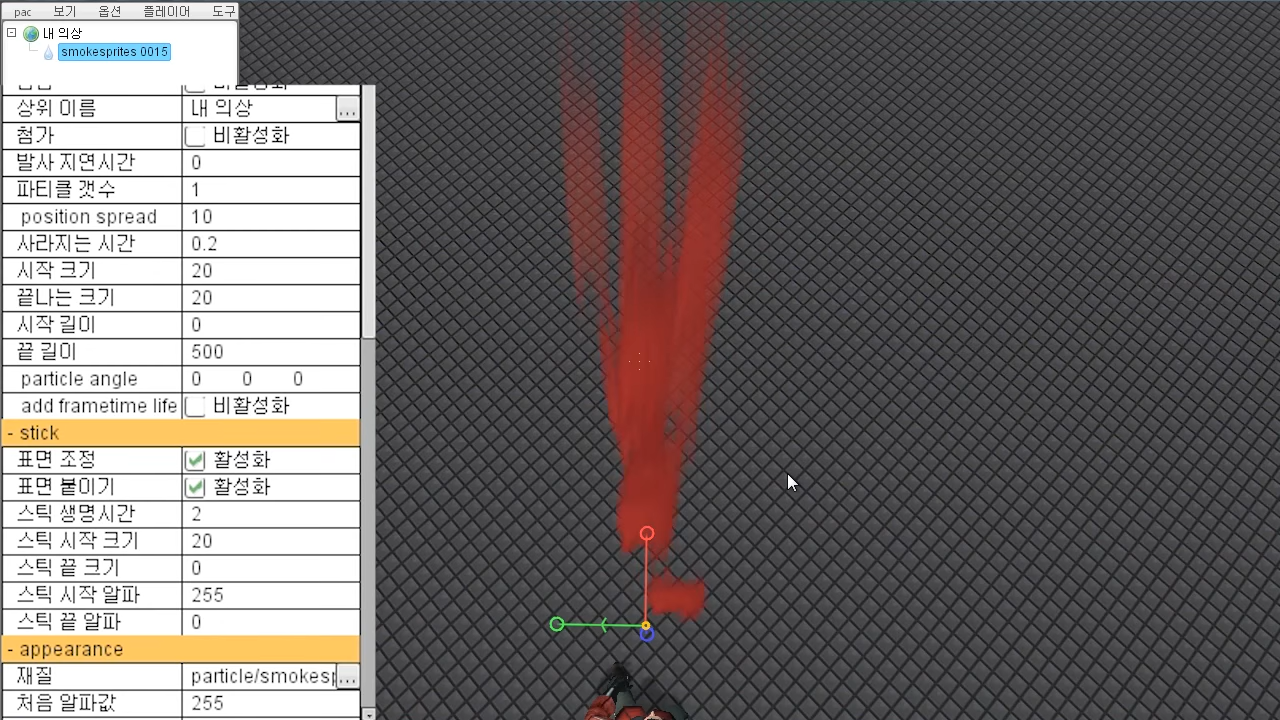 pac 보기 옵션 플레이어 도구
내 의상
smokesprites 0015
비활성화
상위 이름 내 의상 ...
첨가 비활성화
발사 지연시간 0
파티클 갯수 1
position spread 10
사라지는 시간 0.2
시작 크기 20
끝나는 크기 20
시작 길이 0
끝 길이 500
particle angle 0 0 0
add frametime life 비활성화
- stick
표면 조정 활성화
표면 붙이기 활성화
스틱 생명시간 2
스틱 시작 크기 20
스틱 끝 크기 0
스틱 시작 알파 255
스틱 끝 알파 0
- appearance
재질 particle/smokesp ...
처음 알파값 255